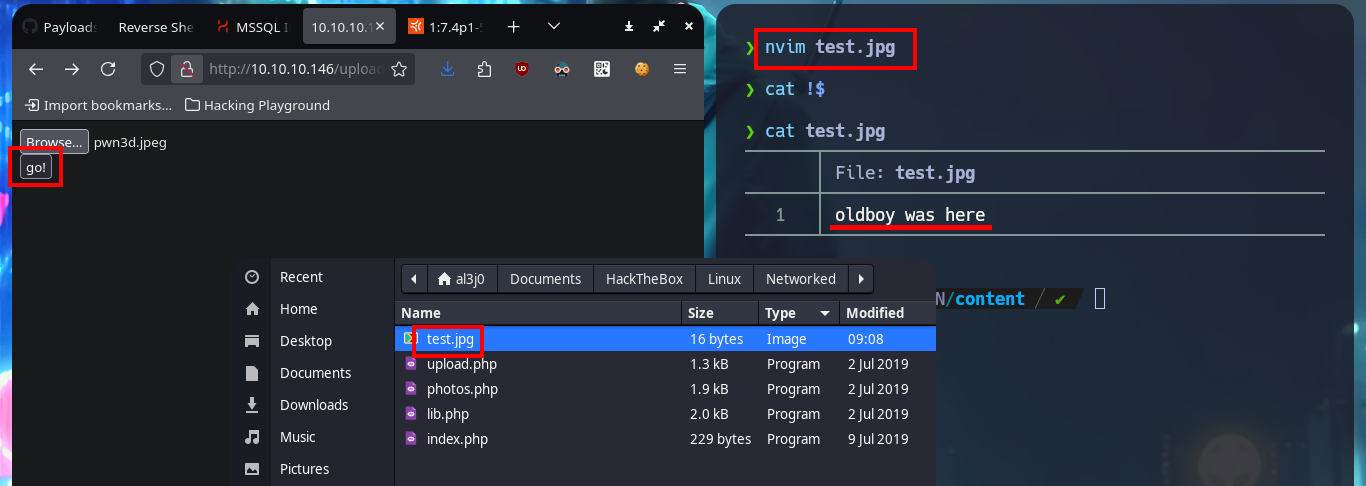 Payloads
Reverse She
MSSQL I
10.10.10.1
1:7.4p1-5
http://10.10.10.146/upload
Import bookmarks...
Hacking Playground
Browse...
pwn3d.jpeg
go!
❯ nvim test.jpg
❯ cat !$
❯ cat test.jpg
File: test.jpg
1
oldboy was here
N/content / ✔
Recent
Home
Desktop
Documents
Downloads
Music
Pictures
al3j0
Documents
HackTheBox
Linux
Networked
Name
Size
Type
Modified
test.jpg
16 bytes
Image
09:08
upload.php
1.3 kB
Program
2 Jul 2019
photos.php
1.9 kB
Program
2 Jul 2019
lib.php
2.0 kB
Program
2 Jul 2019
index.php
229 bytes
Program
9 Jul 2019